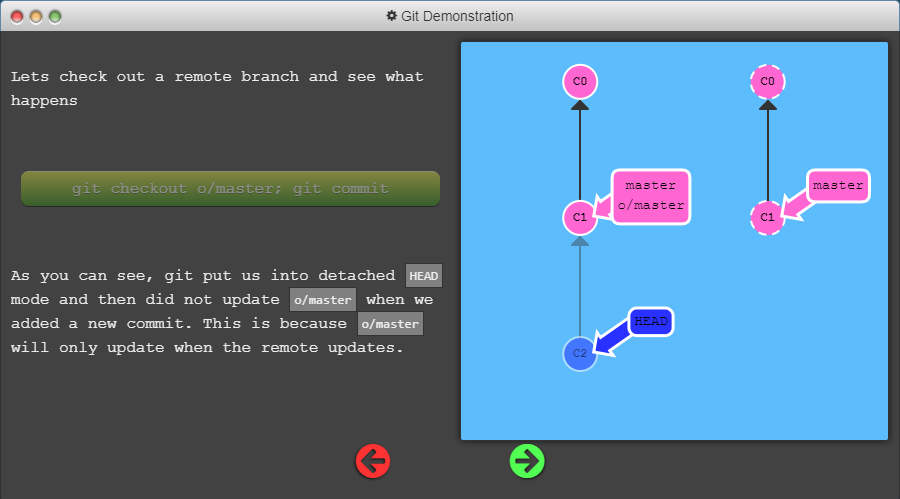 Git Demonstration
Lets check out a remote branch and see what
happens
git checkout o/master; git commit
As you can see, git put us into detached HEAD
mode and then did not update o/master when we
added a new commit. This is because o/master
will only update when the remote updates.
C0
C0
master
o/master
master
C1
C1
HEAD
C2